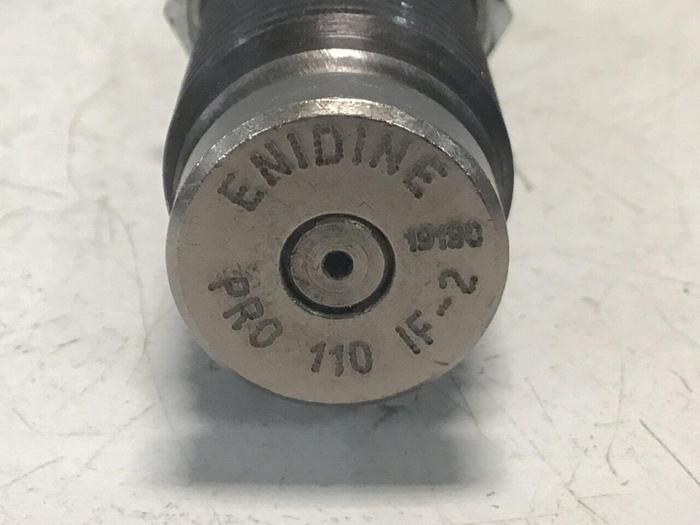 ENIDINE
19190
PRO 110 IF-2